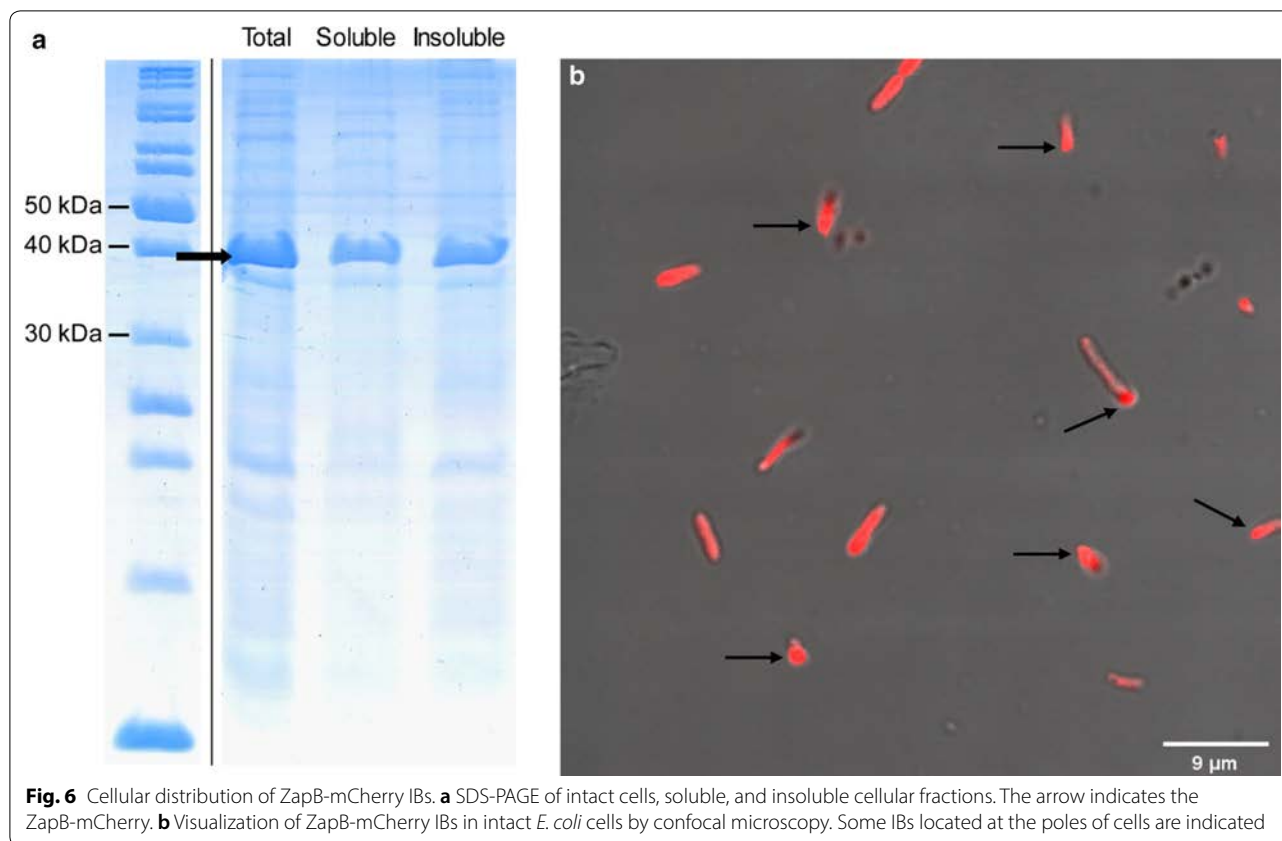 a
Total Soluble Insoluble
50 kDa
40 kDa
30 kDa
b
9 µm
Fig. 6 Cellular distribution of ZapB-mCherry IBs. a SDS-PAGE of intact cells, soluble, and insoluble cellular fractions. The arrow indicates the
ZapB-mCherry. b Visualization of ZapB-mCherry IBs in intact E. coli cells by confocal microscopy. Some IBs located at the poles of cells are indicated